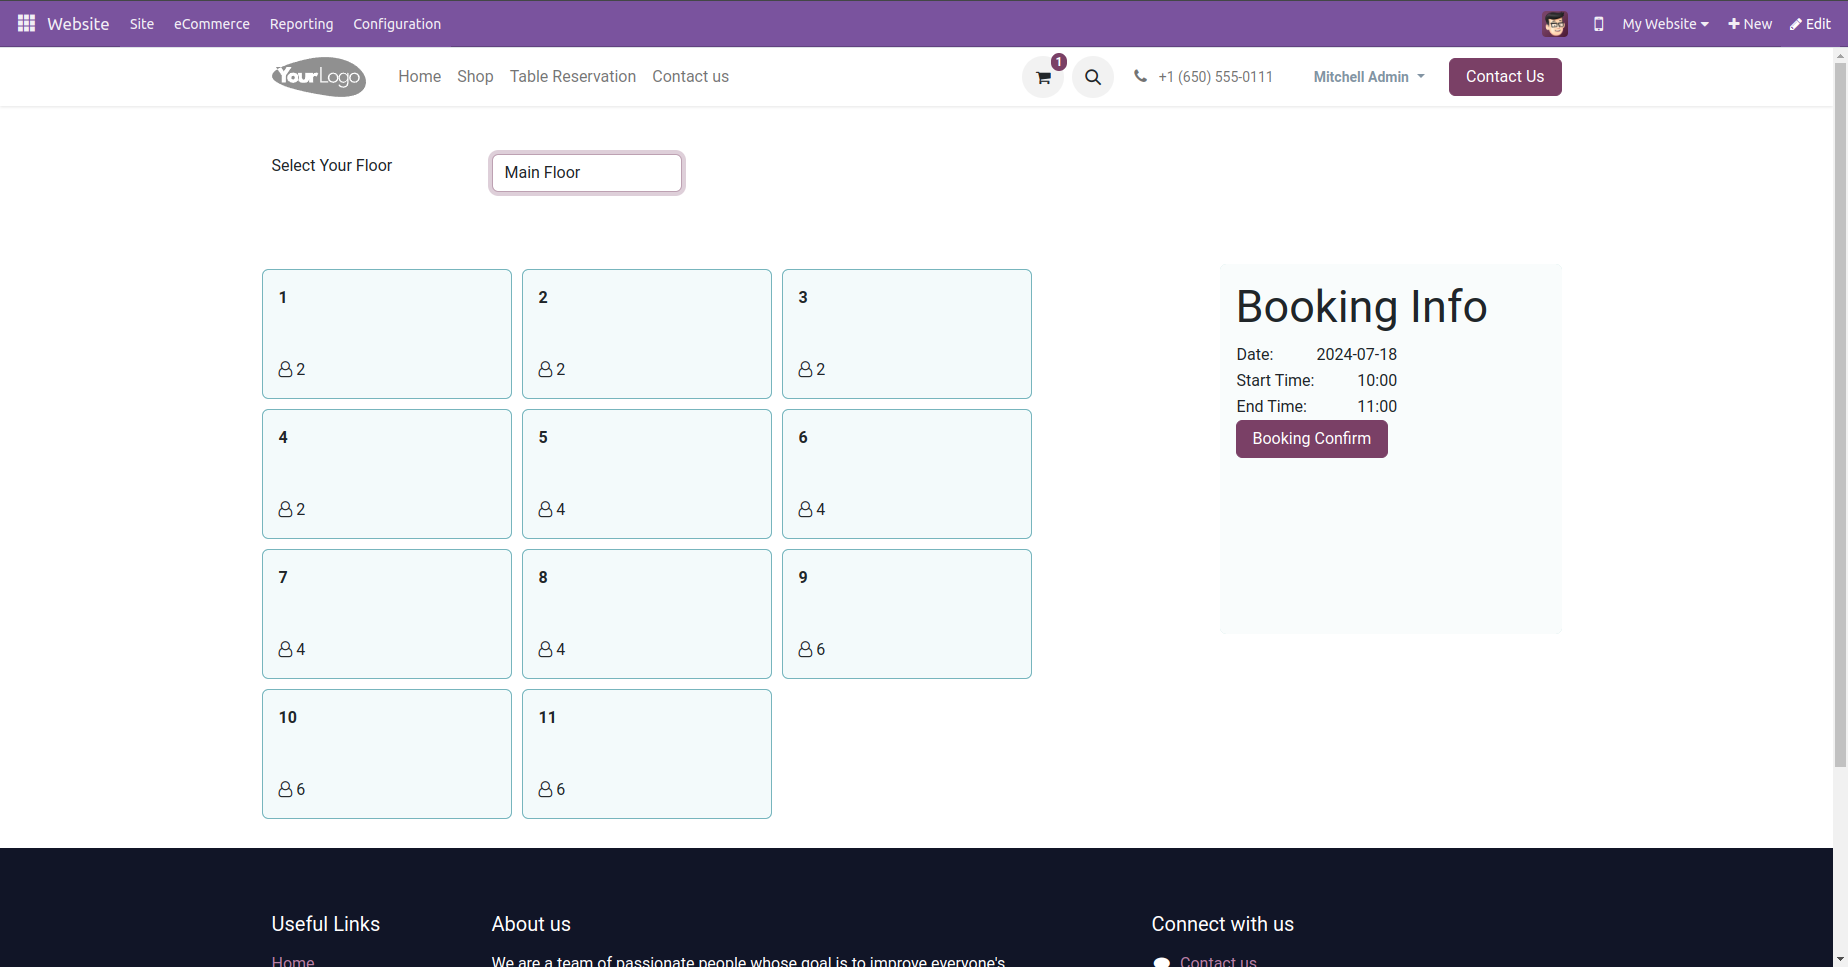 Website Site eCommerce Reporting Configuration My Website New Edit
YourLogo Home Shop Table Reservation Contact us 1 +1 (650) 555-0111 Mitchell Admin Contact Us
Select Your Floor Main Floor
1
2
2
2
3
2
4
2
5
4
6
4
7
4
8
4
9
6
10
6
11
6
Booking Info
Date: 2024-07-18
Start Time: 10:00
End Time: 11:00
Booking Confirm
Useful Links
Home
About us
We are a team of passionate people whose goal is to improve everyone's
Connect with us
Contact us